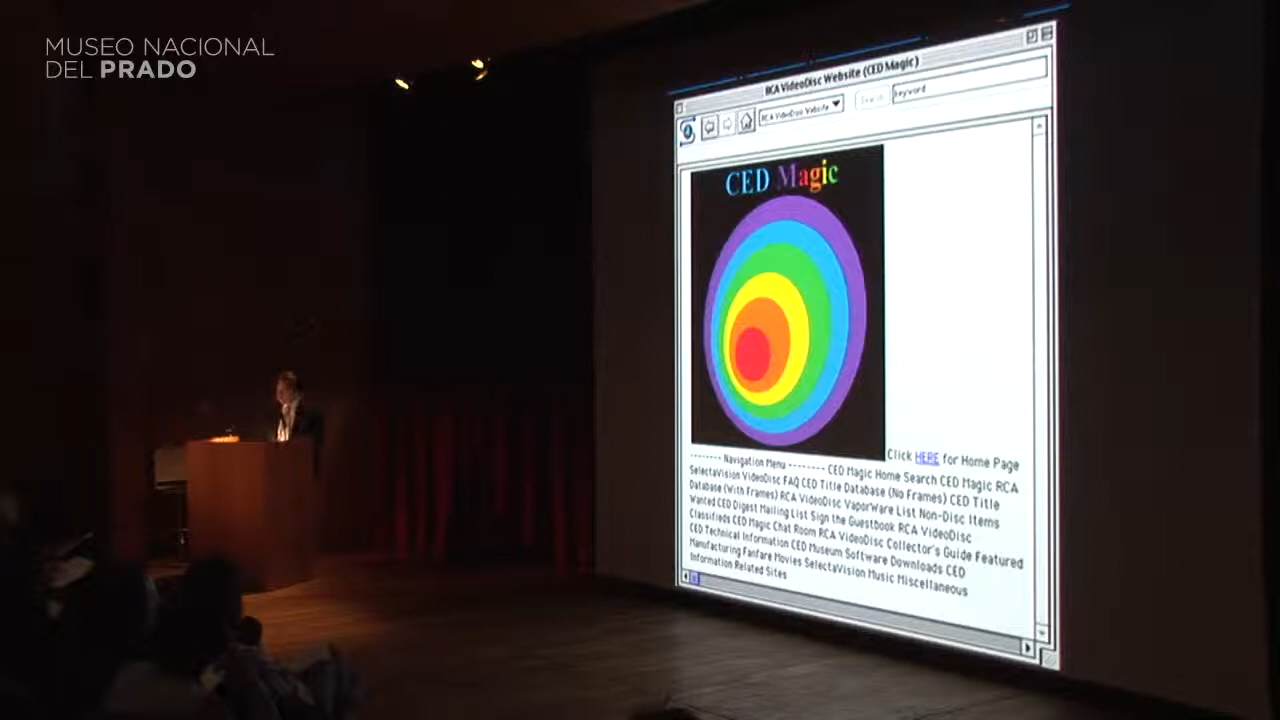 MUSEO NACIONAL
DEL PRADO
RCA VideoDisc Website (CED Magic)
RCA VideoDisc Website
Search
keyword
CED Magic
Click HERE for Home Page
-------- Navigation Menu -------- CED Magic Home Search CED Magic RCA
SelectaVision VideoDisc FAQ CED Title Database (No Frames) CED Title
Database (With Frames) RCA VideoDisc VaporWare List Non-Disc Items
Wanted CED Digest Mailing List Sign the Guestbook RCA VideoDisc
Classifieds CED Magic Chat Room RCA VideoDisc Collector's Guide Featured
CED Technical Information CED Museum Software Downloads CED
Manufacturing Fanfare Movies SelectaVision Music Miscellaneous
Information Related Sites